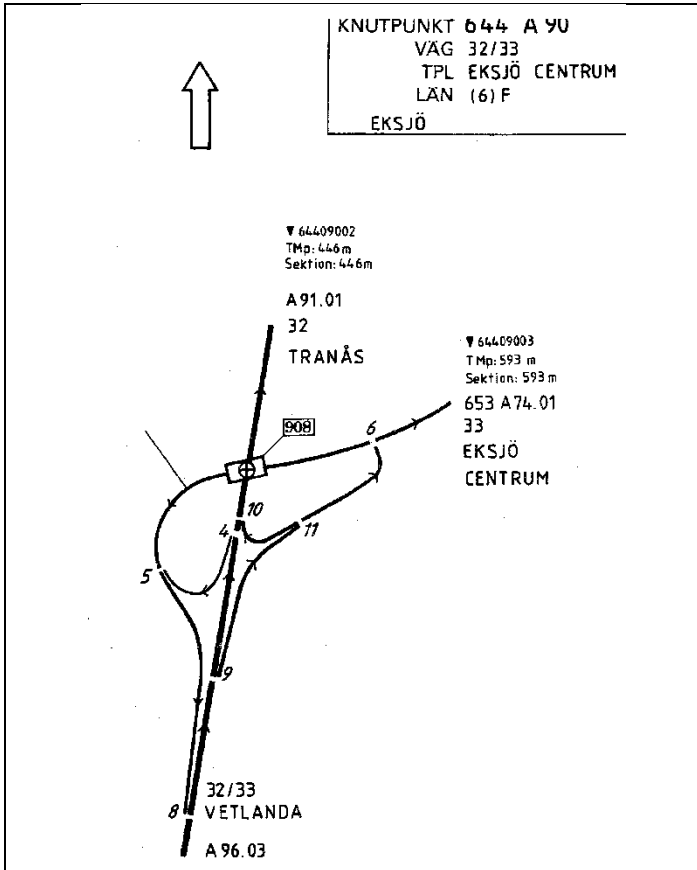 KNUTPUNKT 644 A 90
VÄG 32/33
TPL EKSJÖ CENTRUM
LÄN (6) F
EKSJÖ
▼ 64409002
TMp: 446m
Sektion: 446m
A 91.01
32
TRANÅS
▼ 64409003
TMp: 593 m
Sektion: 593 m
653 A74.01
33
EKSJÖ
CENTRUM
908
6
10
4
11
5
9
32/33
8 VETLANDA
A 96.03